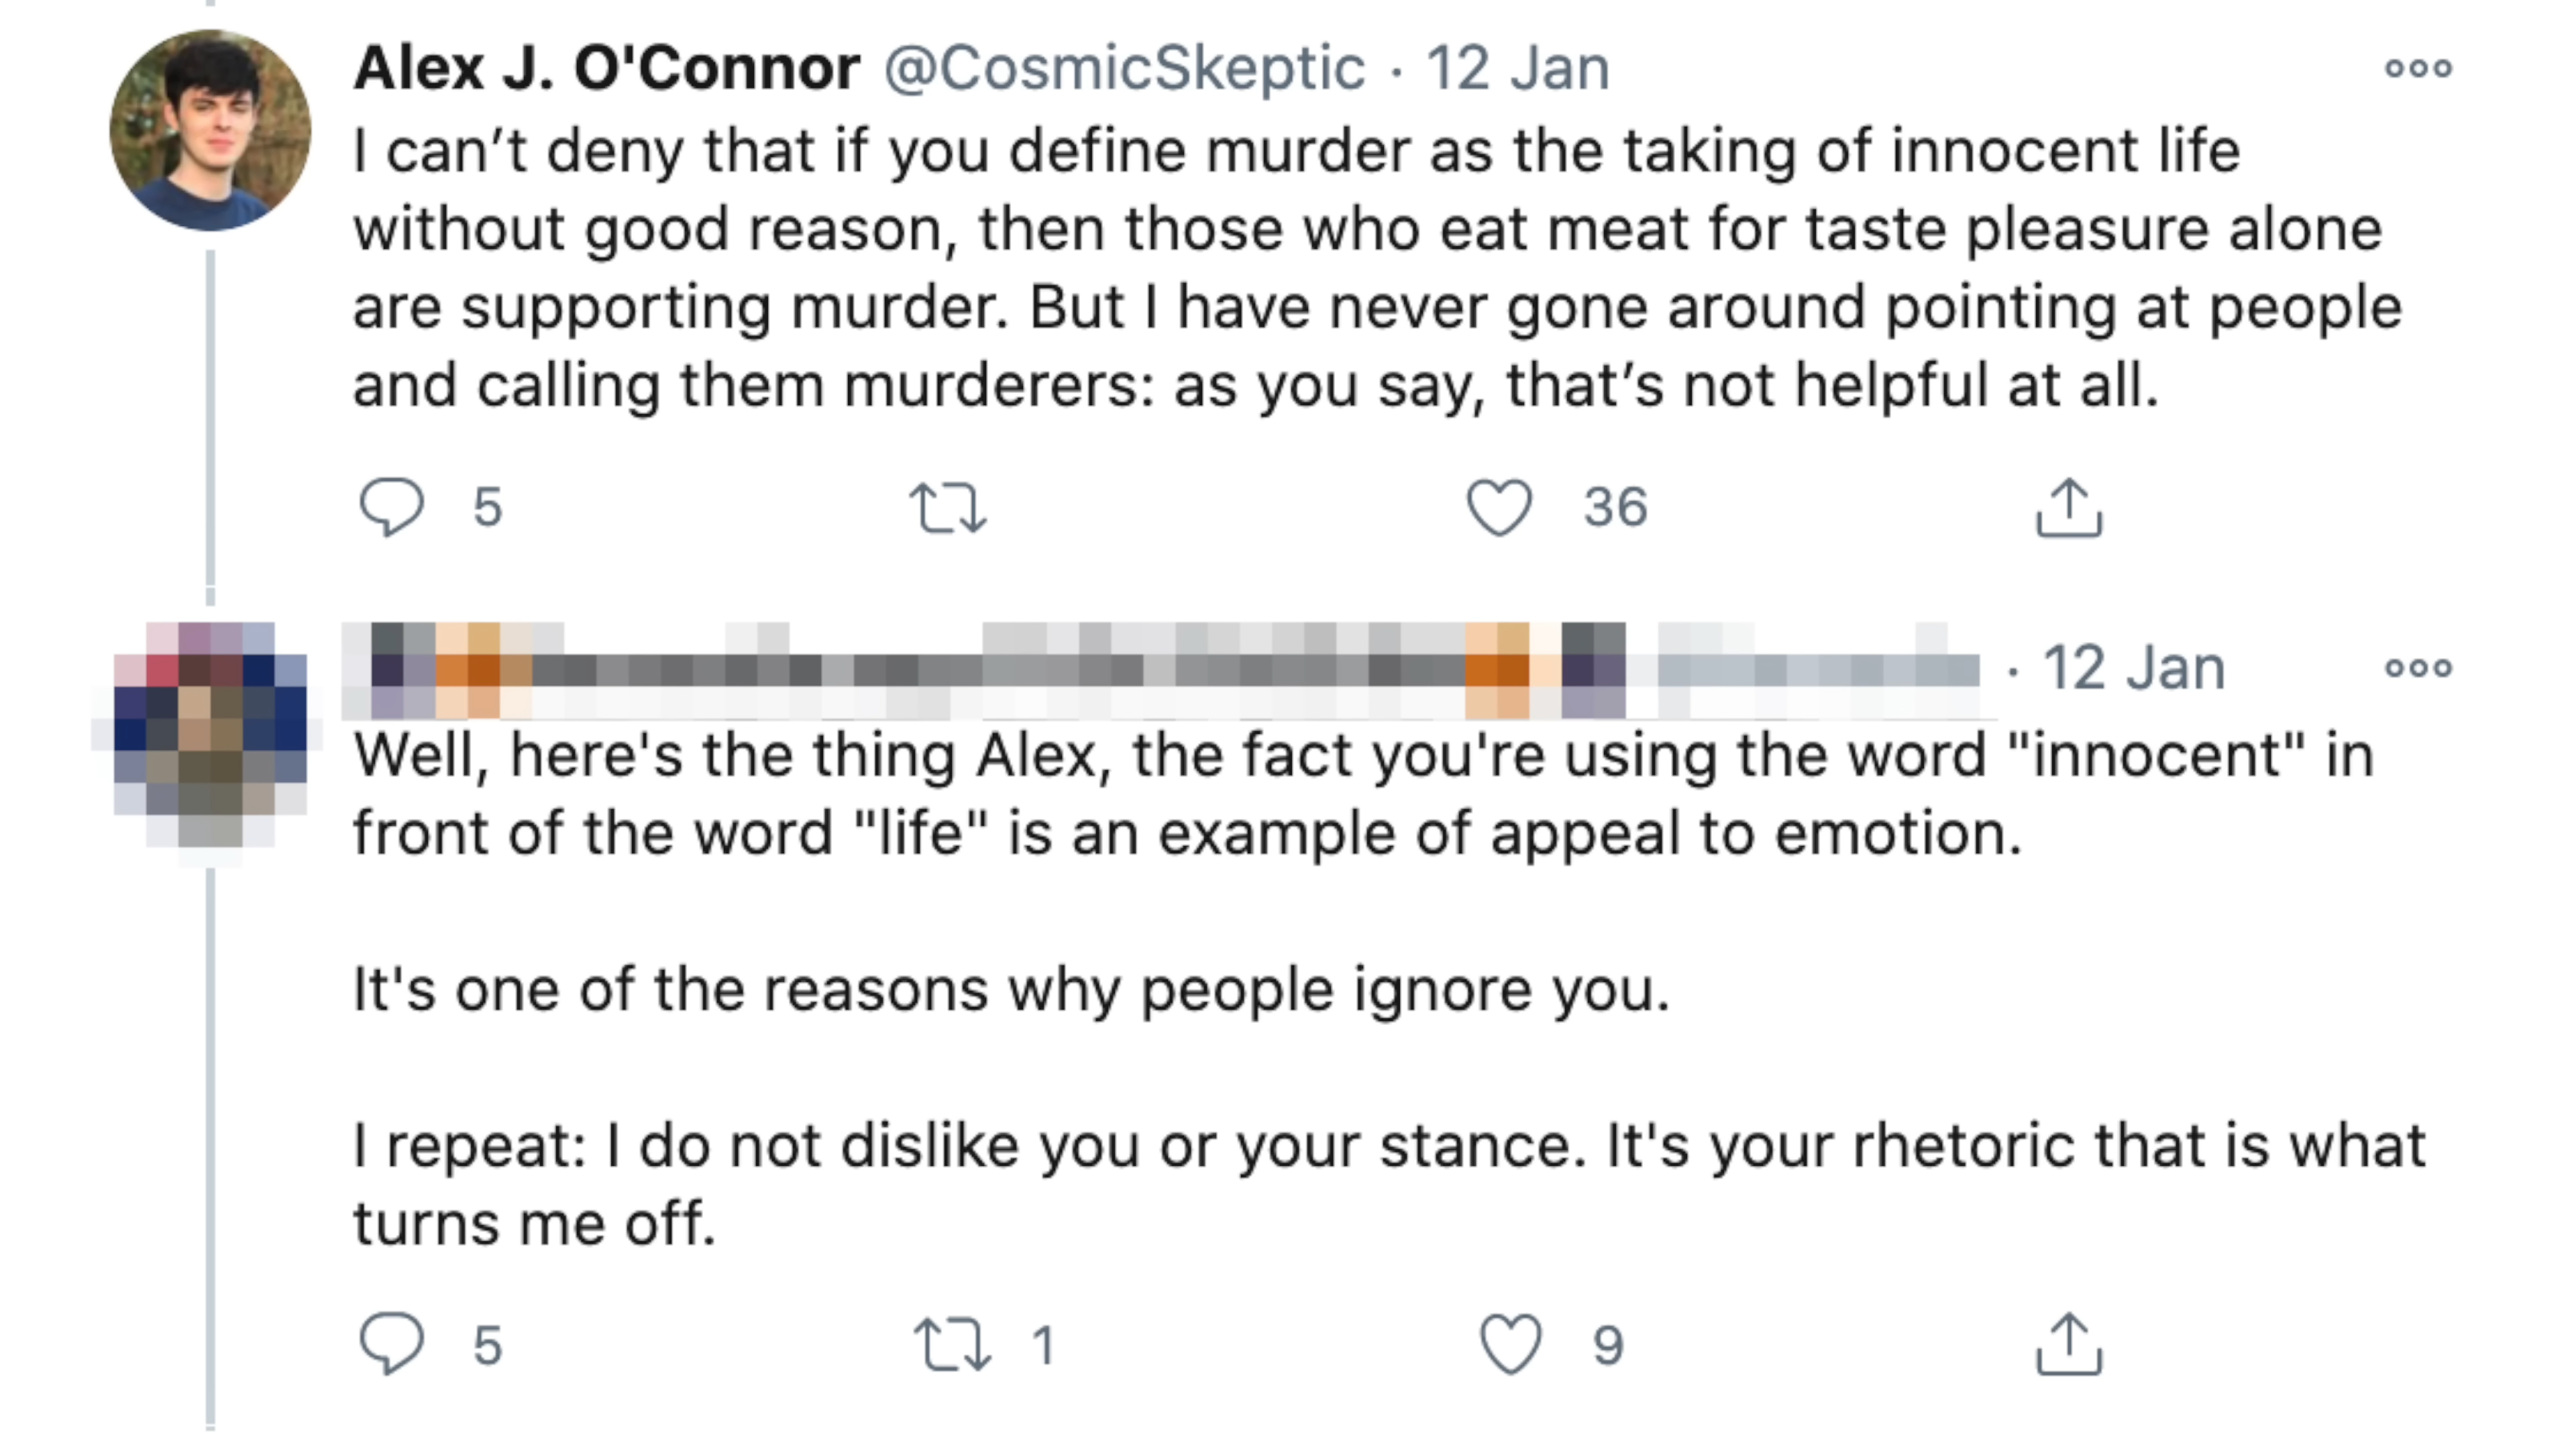 Alex J. O'Connor @CosmicSkeptic · 12 Jan
I can’t deny that if you define murder as the taking of innocent life
without good reason, then those who eat meat for taste pleasure alone
are supporting murder. But I have never gone around pointing at people
and calling them murderers: as you say, that’s not helpful at all.
5 36
· 12 Jan
Well, here's the thing Alex, the fact you're using the word "innocent" in
front of the word "life" is an example of appeal to emotion.
It's one of the reasons why people ignore you.
I repeat: I do not dislike you or your stance. It's your rhetoric that is what
turns me off.
5 1 9